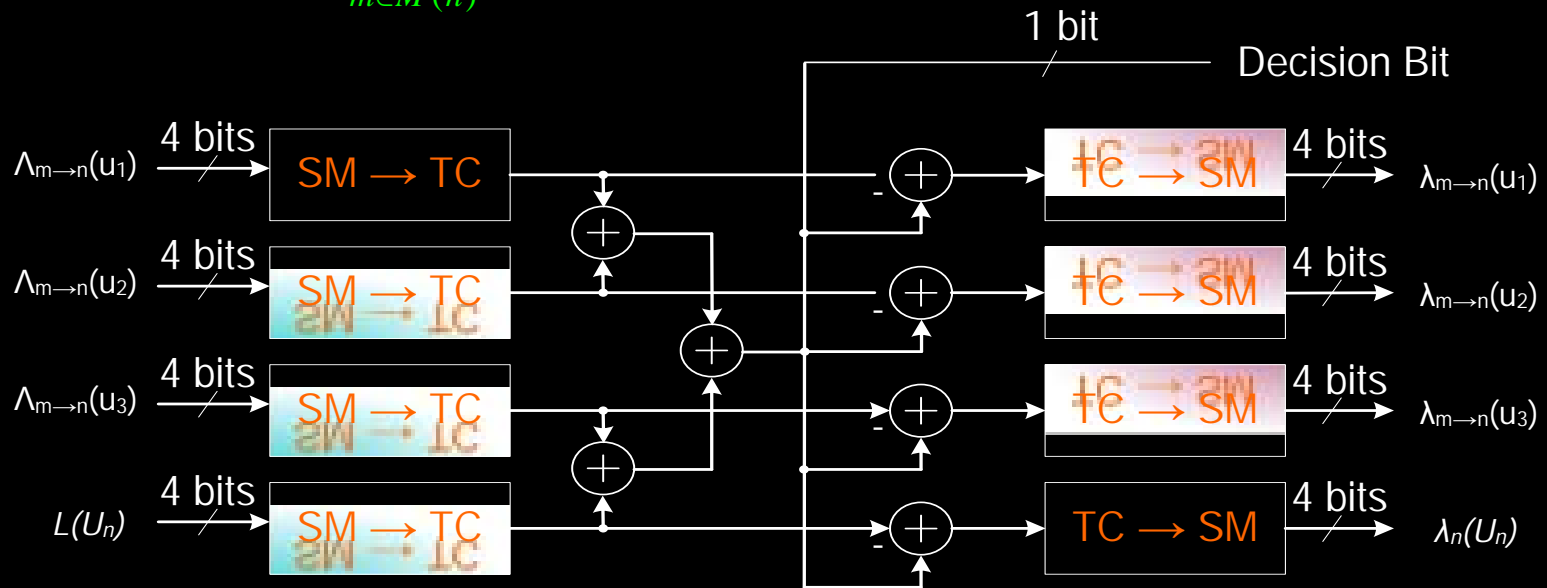 m∈M (n)
1 bit
Decision Bit
4 bits
Λm→n(u1)
SM → TC
-
TC → SM
4 bits
λm→n(u1)
4 bits
Λm→n(u2)
SM → TC
-
TC → SM
4 bits
λm→n(u2)
4 bits
Λm→n(u3)
SM → TC
-
TC → SM
4 bits
λm→n(u3)
4 bits
L(Un)
SM → TC
-
TC → SM
4 bits
λn(Un)